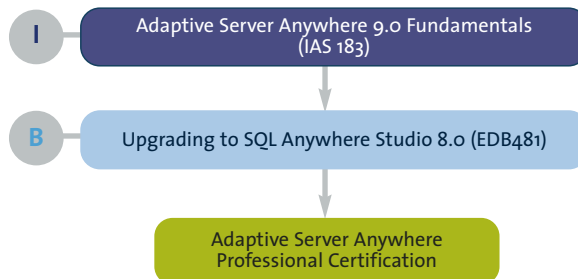 I
Adaptive Server Anywhere 9.0 Fundamentals
(IAS 183)
B
Upgrading to SQL Anywhere Studio 8.0 (EDB481)
Adaptive Server Anywhere
Professional Certification